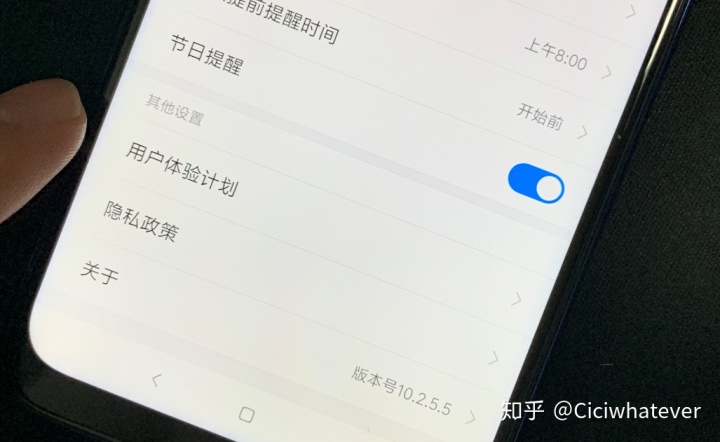 提前提醒时间
上午8:00
节日提醒
开始前
其他设置
用户体验计划
隐私政策
关于
版本号10.2.5.5
知乎 @Ciciwhatever